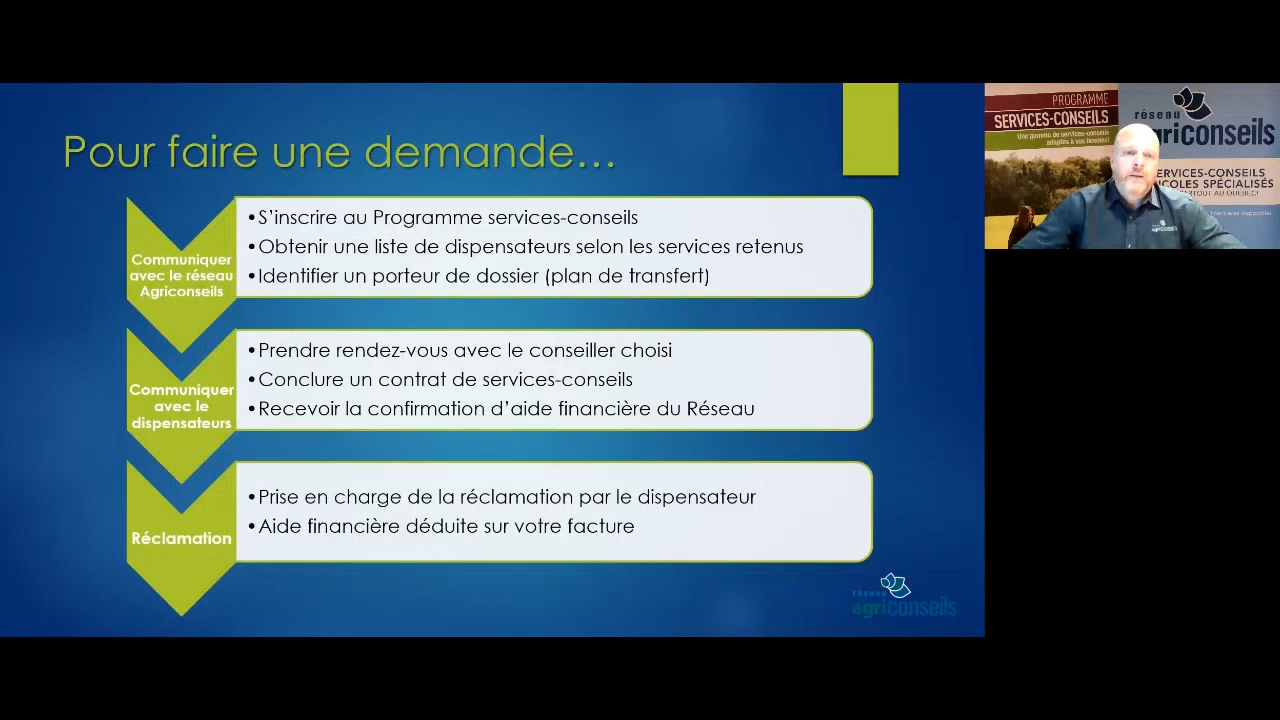 Pour faire une demande…
Communiquer
avec le réseau
Agriconseils
•S’inscrire au Programme services-conseils
•Obtenir une liste de dispensateurs selon les services retenus
•Identifier un porteur de dossier (plan de transfert)
Communiquer
avec le
dispensateurs
•Prendre rendez-vous avec le conseiller choisi
•Conclure un contrat de services-conseils
•Recevoir la confirmation d’aide financière du Réseau
Réclamation
•Prise en charge de la réclamation par le dispensateur
•Aide financière déduite sur votre facture
réseau
agriconseils
PROGRAMME
SERVICES-CONSEILS
Une gamme de services-conseils
adaptés à vos besoins!
réseau
agriconseils
SERVICES-CONSEILS
SPÉCIALISÉS
PARTOUT AU QUÉBEC!
disponibles